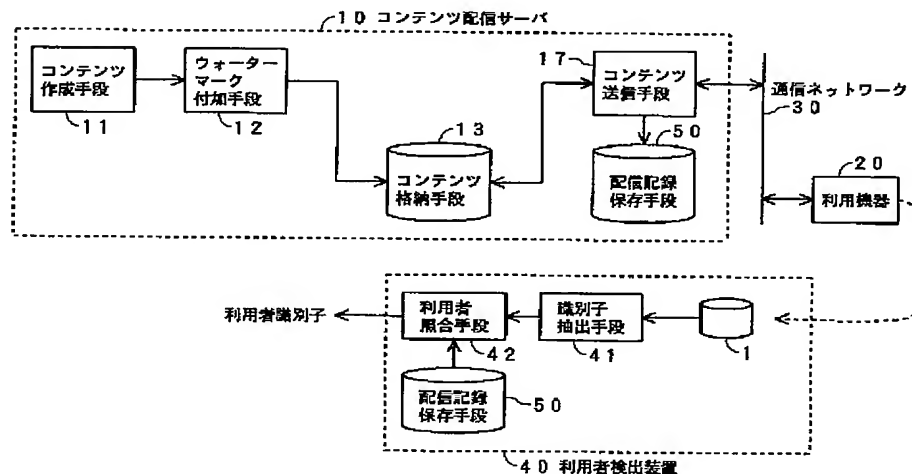 10 コンテンツ配信サーバ
コンテンツ
作成手段
11
ウォーター
マーク
付加手段
12
13
コンテンツ
格納手段
17
コンテンツ
送信手段
50
配信記録
保存手段
通信ネットワーク
30
20
利用機器
利用者識別子
利用者
照合手段
42
識別子
抽出手段
41
1
配信記録
保存手段
50
40 利用者検出装置